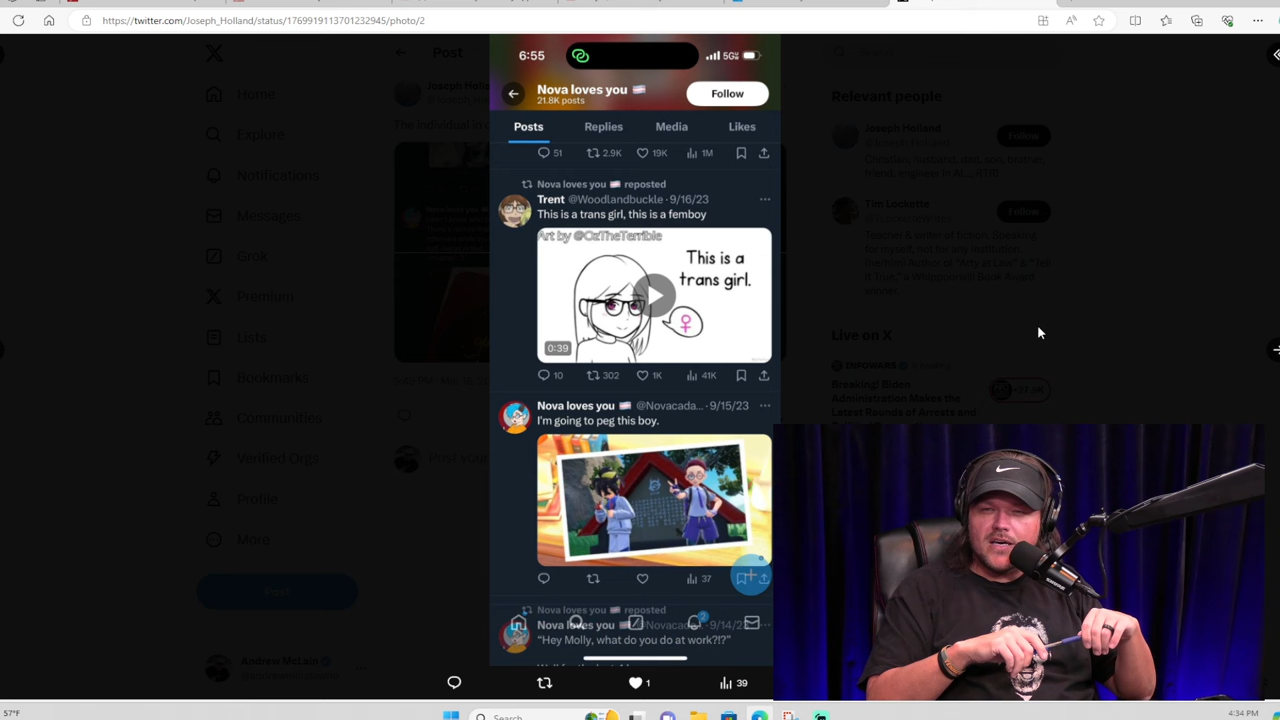 https://twitter.com/Joseph_Holland/status/1769919113701232945/photo/2
Home
Explore
Notifications
Messages
Grok
Premium
Lists
Bookmarks
Communities
Verified Orgs
Profile
More
Post
Andrew McLain
Post
Joseph Holland
6:55
5G
Nova loves you
21.8K posts
Follow
Posts
Replies
Media
Likes
51
2.9K
19K
1M
Nova loves you reposted
Trent @Woodlandbuckle · 9/16/23
This is a trans girl, this is a femboy
Art by @OzTheTerrible
This is a
trans girl.
0:39
10
302
1K
41K
Nova loves you @Novacada... · 9/15/23
I'm going to peg this boy.
37
Nova loves you reposted
2
Nova loves you @Novacada... · 9/14/23
“Hey Molly, what do you do at work?!?”
1
39
Search
Relevant people
Joseph Holland
Follow
Tim Lockette
Follow
Live on X
INFOWARS
Breaking! Biden
Administration Makes the
Latest Rounds of Arrests and
57°F
Search
4:34 PM